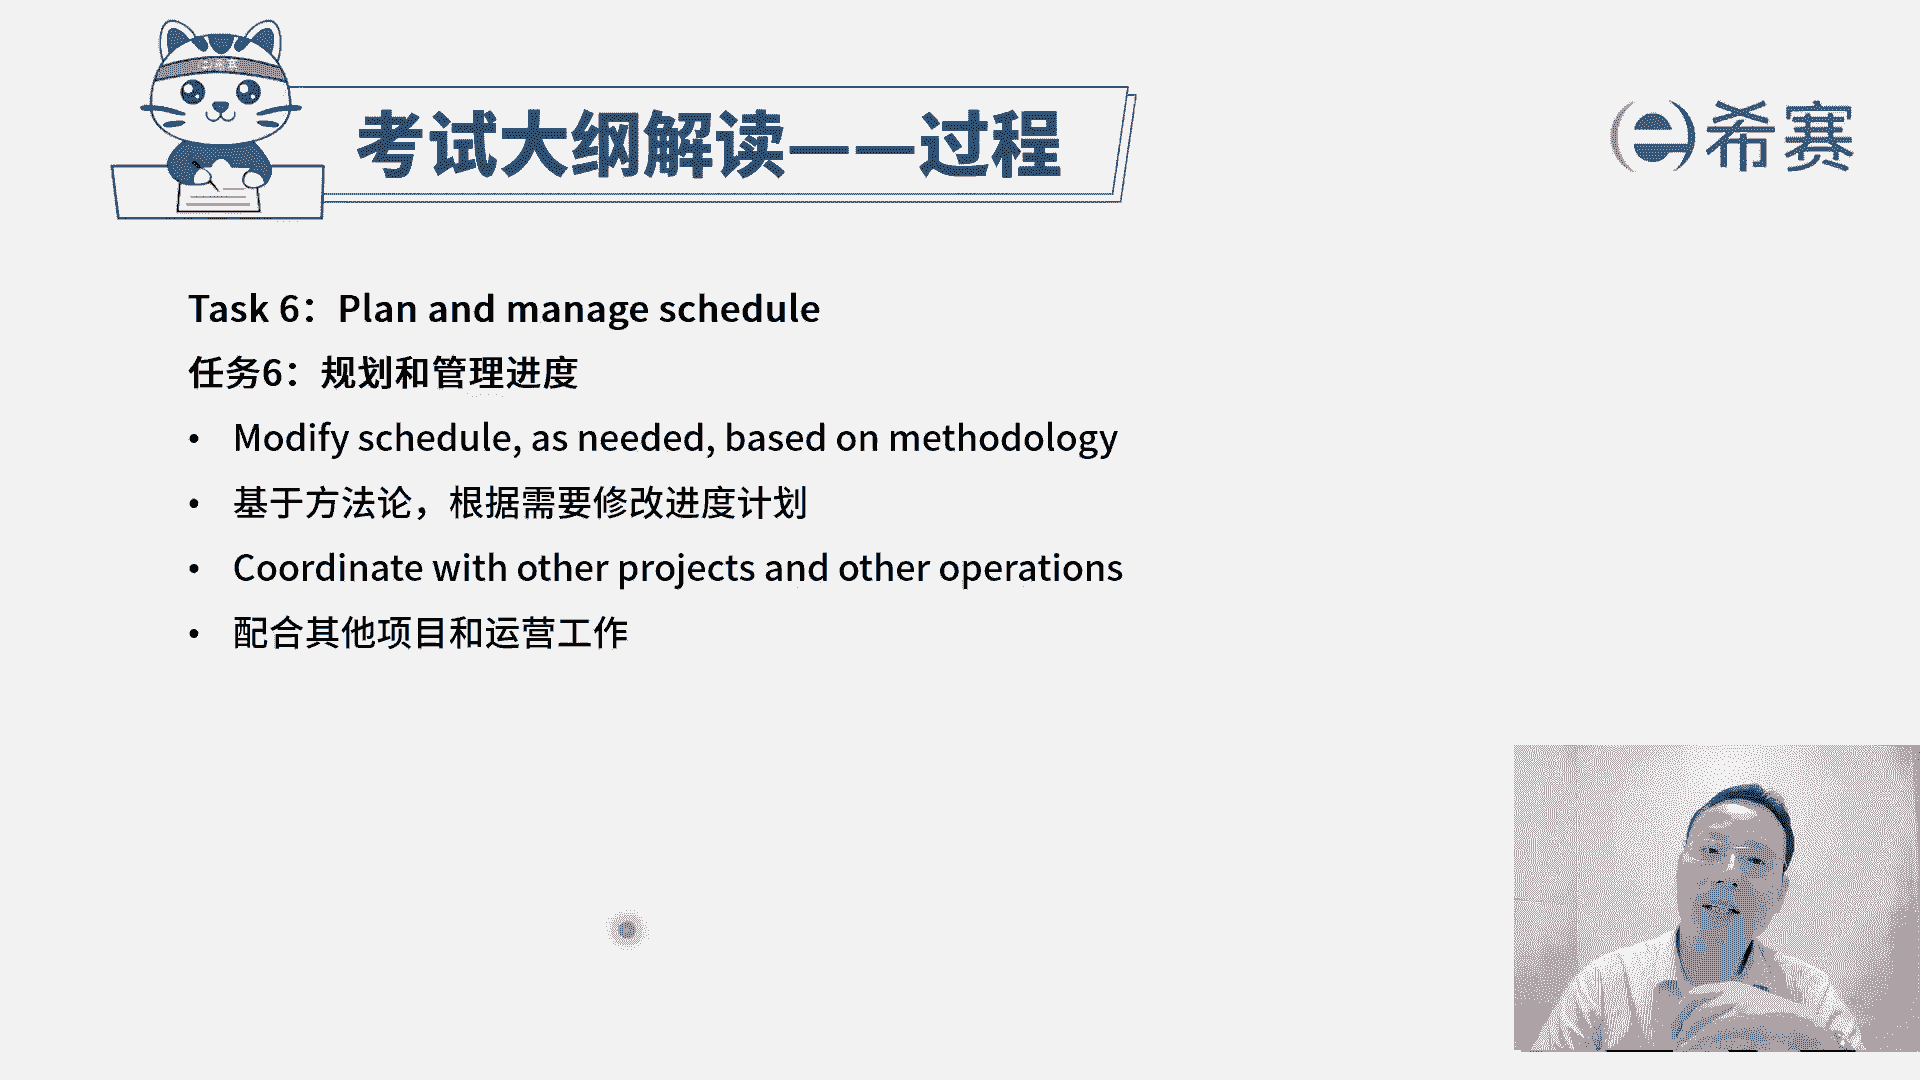 考试大纲解读——过程
希赛
Task 6：Plan and manage schedule
任务6：规划和管理进度
• Modify schedule, as needed, based on methodology
• 基于方法论，根据需要修改进度计划
• Coordinate with other projects and other operations
• 配合其他项目和运营工作